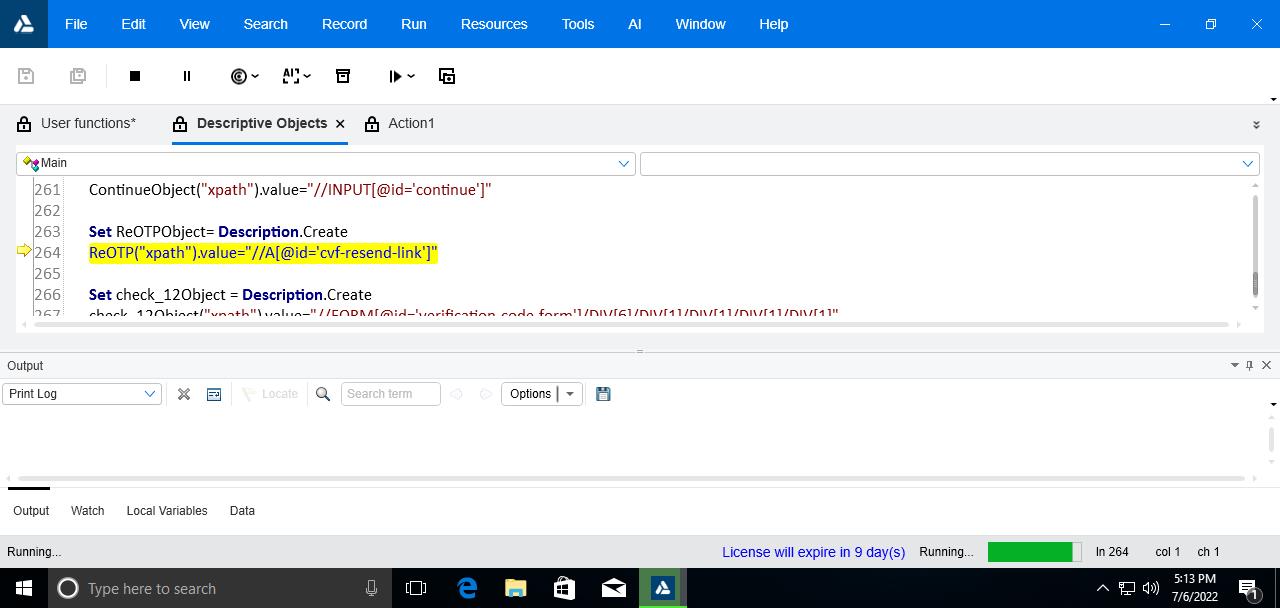 File Edit View Search Record Run Resources Tools AI Window Help
User functions* Descriptive Objects Action1
Main
261 ContinueObject("xpath").value="//INPUT[@id='continue']"
262
263 Set ReOTPObject= Description.Create
264 ReOTP("xpath").value="//A[@id='cvf-resend-link']"
265
266 Set check_12Object = Description.Create
267 check_12Object("xpath").value="//FORM[@id='verification-code-form']/DIV[6]/DIV[1]/DIV[1]/DIV[1]/DIV[1]"
Output
Print Log Locate Search term Options
Output Watch Local Variables Data
Running... License will expire in 9 day(s) Running... ln 264 col 1 ch 1
Type here to search
5:13 PM
7/6/2022
1